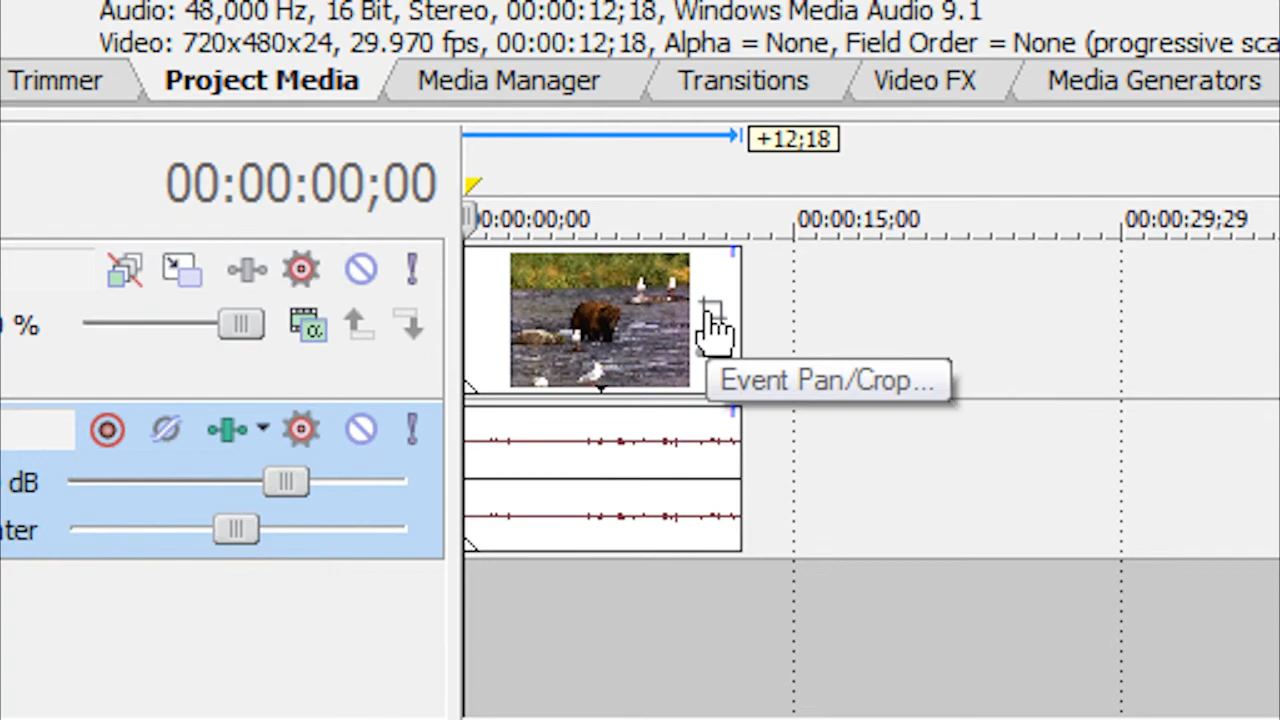 Audio: 48,000 Hz, 16 Bit, Stereo, 00:00:12;18, Windows Media Audio 9.1
Video: 720x480x24, 29.970 fps, 00:00:12;18, Alpha = None, Field Order = None (progressive sca
Trimmer Project Media Media Manager Transitions Video FX Media Generators
+12;18
00:00:00;00
00:00:00;00 00:00:15;00 00:00:29;29
%
Event Pan/Crop...
dB
nter